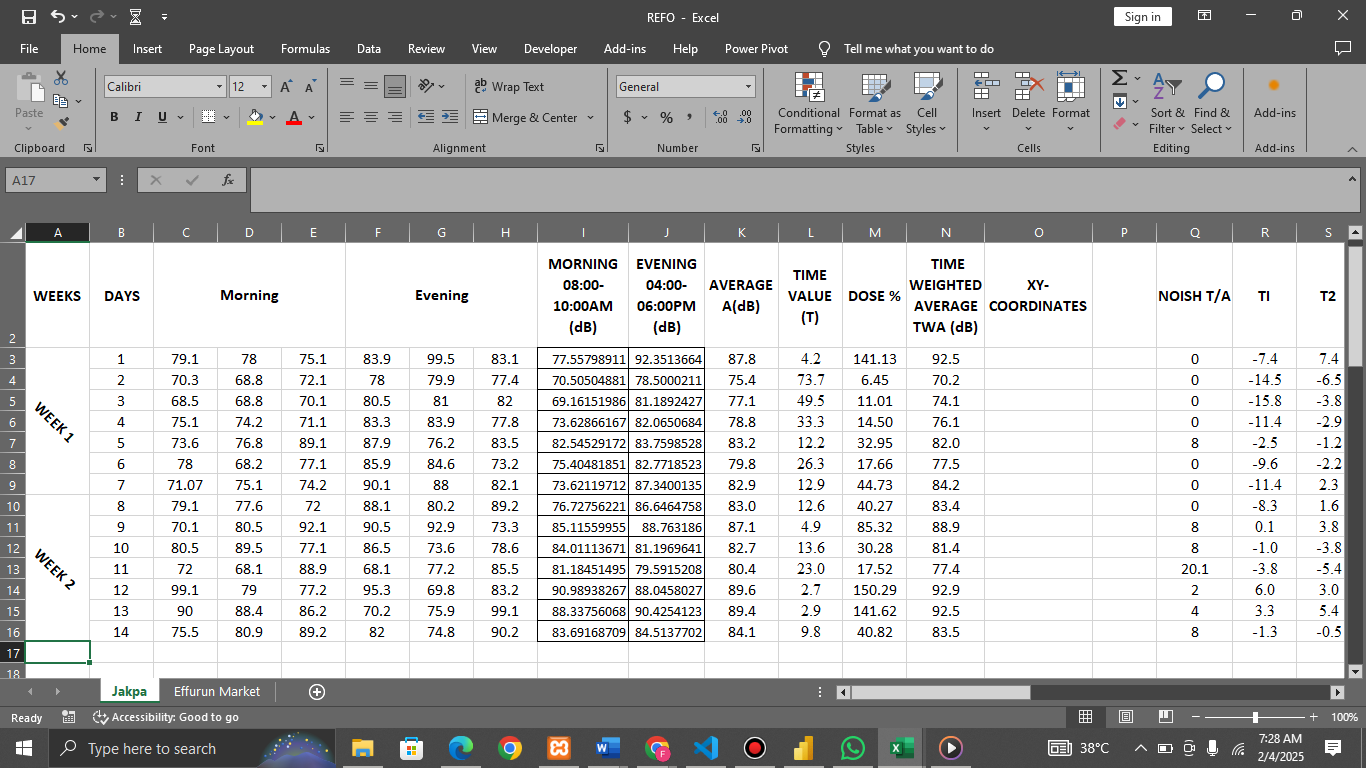 REFO - Excel
Sign in
File Home Insert Page Layout Formulas Data Review View Developer Add-ins Help Power Pivot Tell me what you want to do
Calibri 12 Wrap Text General
Paste Conditional Format as Cell Insert Delete Format Sort & Find & Add-ins
B I U Merge & Center $ % Formatting Table Styles Filter Select
Clipboard Font Alignment Number Styles Cells Editing Add-ins
A17 fx
A B C D E F G H I J K L M N O P Q R S
2 WEEKS DAYS Morning Evening MORNING 08:00-10:00AM (dB) EVENING 04:00-06:00PM (dB) AVERAGE A(dB) TIME VALUE (T) DOSE % TIME WEIGHTED AVERAGE TWA (dB) XY-COORDINATES NOISH T/A TI T2
3 1 79.1 78 75.1 83.9 99.5 83.1 77.55798911 92.3513664 87.8 4.2 141.13 92.5 0 -7.4 7.4
4 2 70.3 68.8 72.1 78 79.9 77.4 70.50504881 78.5000211 75.4 73.7 6.45 70.2 0 -14.5 -6.5
5 3 68.5 68.8 70.1 80.5 81 82 69.16151986 81.1892427 77.1 49.5 11.01 74.1 0 -15.8 -3.8
WEEK 1
6 4 75.1 74.2 71.1 83.3 83.9 77.8 73.62866167 82.0650684 78.8 33.3 14.50 76.1 0 -11.4 -2.9
7 5 73.6 76.8 89.1 87.9 76.2 83.5 82.54529172 83.7598528 83.2 12.2 32.95 82.0 8 -2.5 -1.2
8 6 78 68.2 77.1 85.9 84.6 73.2 75.40481851 82.7718523 79.8 26.3 17.66 77.5 0 -9.6 -2.2
9 7 71.07 75.1 74.2 90.1 88 82.1 73.62119712 87.3400135 82.9 12.9 44.73 84.2 0 -11.4 2.3
10 8 79.1 77.6 72 88.1 80.2 89.2 76.72756221 86.6464758 83.0 12.6 40.27 83.4 0 -8.3 1.6
11 9 70.1 80.5 92.1 90.5 92.9 73.3 85.11559955 88.763186 87.1 4.9 85.32 88.9 8 0.1 3.8
12 10 80.5 89.5 77.1 86.5 73.6 78.6 84.01113671 81.1969641 82.7 13.6 30.28 81.4 8 -1.0 -3.8
WEEK 2
13 11 72 68.1 88.9 68.1 77.2 85.5 81.18451495 79.5915208 80.4 23.0 17.52 77.4 20.1 -3.8 -5.4
14 12 99.1 79 77.2 95.3 69.8 83.2 90.98938267 88.0458027 89.6 2.7 150.29 92.9 2 6.0 3.0
15 13 90 88.4 86.2 70.2 75.9 99.1 88.33756068 90.4254123 89.4 2.9 141.62 92.5 4 3.3 5.4
16 14 75.5 80.9 89.2 82 74.8 90.2 83.69168709 84.5137702 84.1 9.8 40.82 83.5 8 -1.3 -0.5
17
18
Jakpa Effurun Market
Ready Accessibility: Good to go 100%
Type here to search 38°C 7:28 AM
2/4/2025